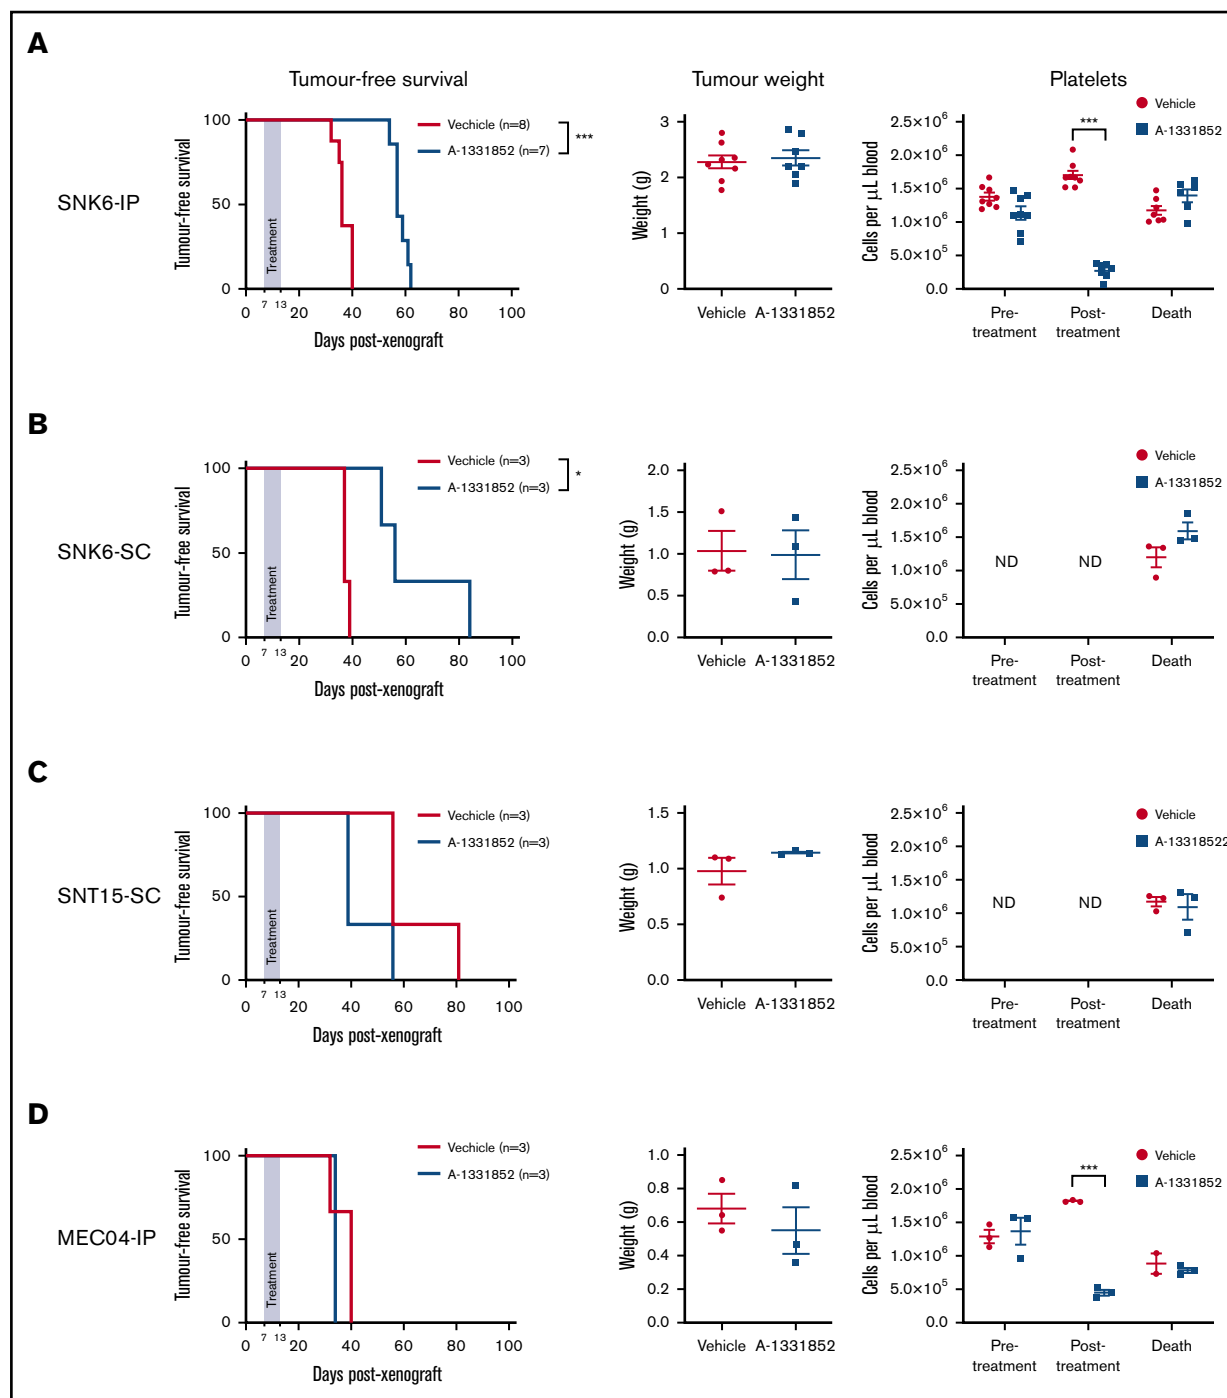 A
Tumour-free survival
Tumour weight
Platelets
SNK6-IP
Tumour-free survival
100
50
0
Treatment
7 13
0 20 40 60 80 100
Days post-xenograft
Vechicle (n=8)
A-1331852 (n=7)
***
Weight (g)
3
2
1
0
Vehicle A-1331852
Cells per μL blood
2.5×10⁶
2.0×10⁶
1.5×10⁶
1.0×10⁶
5.0×10⁵
0.0
***
Vehicle
A-1331852
Pre-treatment
Post-treatment
Death
B
SNK6-SC
Tumour-free survival
100
50
0
Treatment
7 13
0 20 40 60 80 100
Days post-xenograft
Vechicle (n=3)
A-1331852 (n=3)
*
Weight (g)
2.0
1.5
1.0
0.5
0.0
Vehicle A-1331852
Cells per μL blood
2.5×10⁶
2.0×10⁶
1.5×10⁶
1.0×10⁶
5.0×10⁵
0.0
ND
ND
Vehicle
A-1331852
Pre-treatment
Post-treatment
Death
C
SNT15-SC
Tumour-free survival
100
50
0
Treatment
7 13
0 20 40 60 80 100
Days post-xenograft
Vechicle (n=3)
A-1331852 (n=3)
Weight (g)
1.5
1.0
0.5
0.0
Vehicle A-1331852
Cells per μL blood
2.5×10⁶
2.0×10⁶
1.5×10⁶
1.0×10⁶
5.0×10⁵
0.0
ND
ND
Vehicle
A-13318522
Pre-treatment
Post-treatment
Death
D
MEC04-IP
Tumour-free survival
100
50
0
Treatment
7 13
0 20 40 60 80 100
Days post-xenograft
Vechicle (n=3)
A-1331852 (n=3)
Weight (g)
1.0
0.8
0.6
0.4
0.2
0.0
Vehicle A-1331852
Cells per μL blood
2.5×10⁶
2.0×10⁶
1.5×10⁶
1.0×10⁶
5.0×10⁵
0.0
***
Vehicle
A-1331852
Pre-treatment
Post-treatment
Death